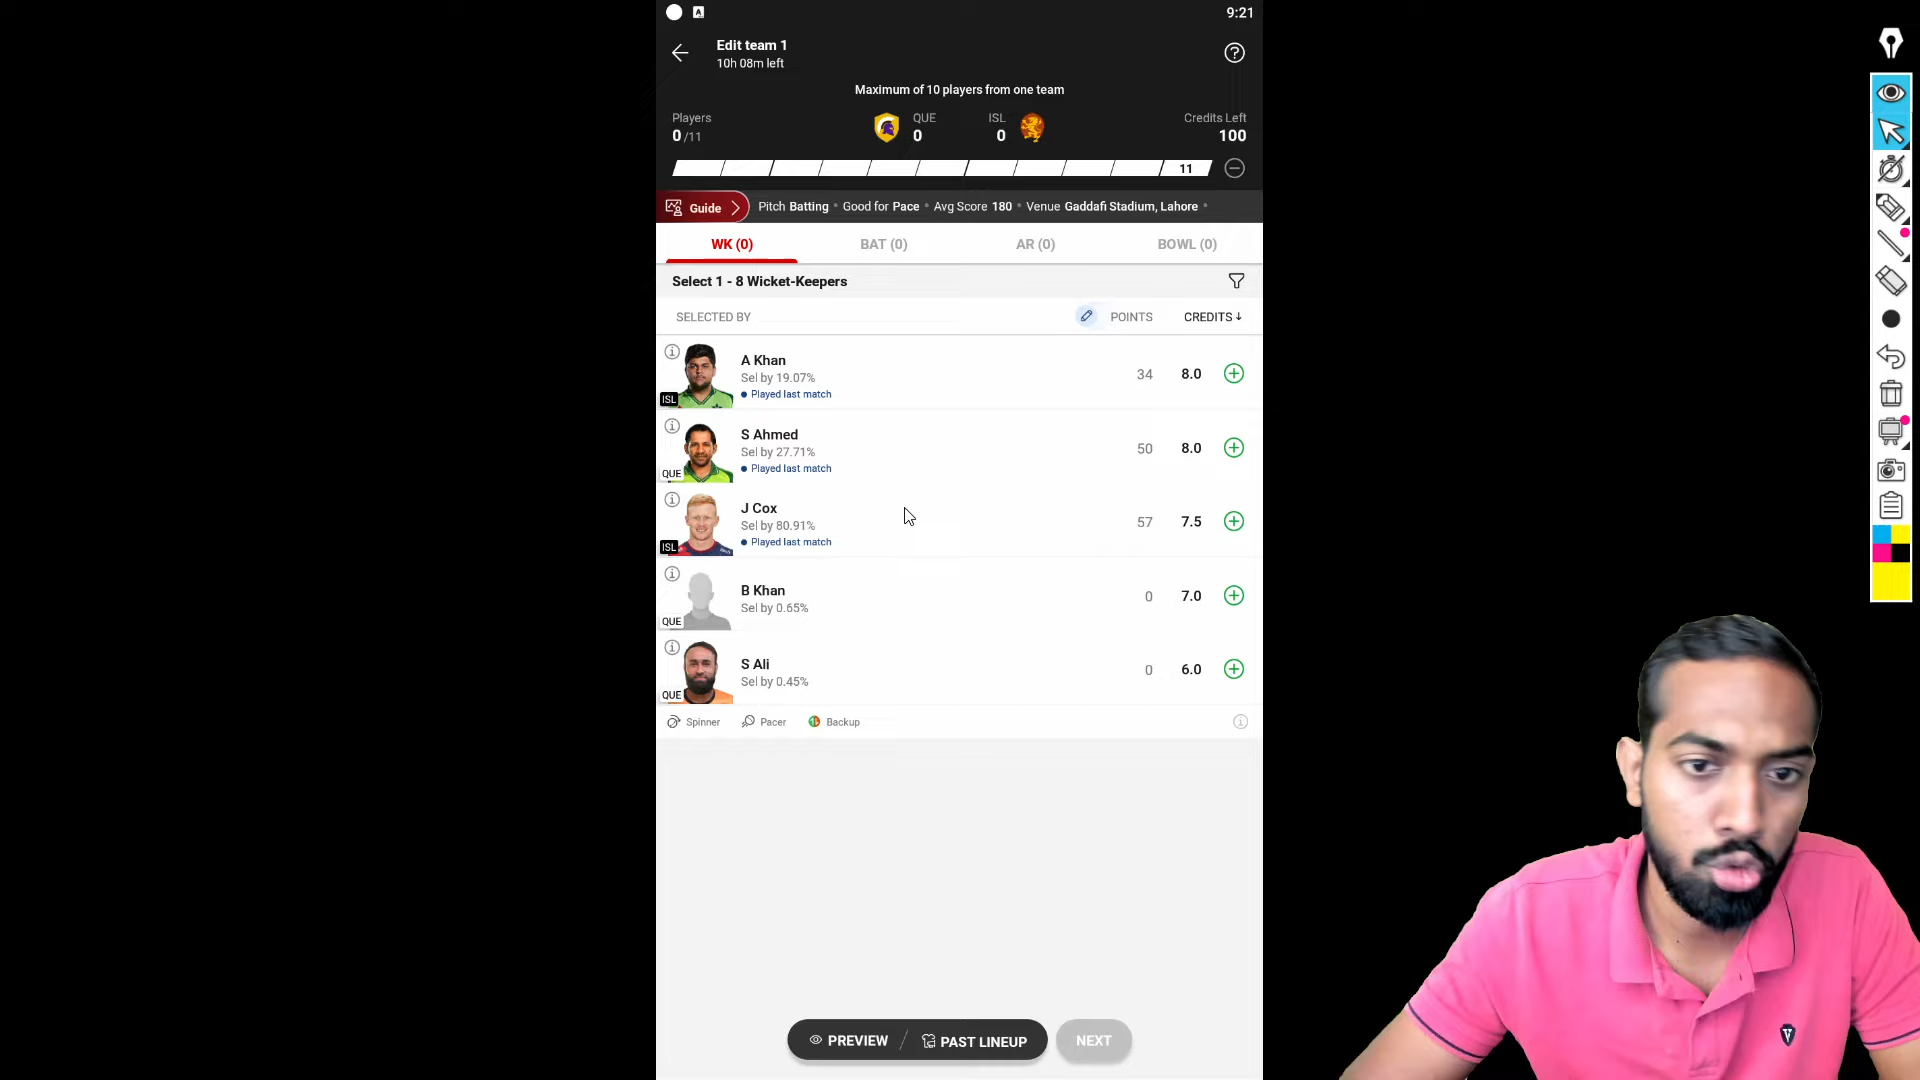 9:21
Edit team 1
10h 08m left
Maximum of 10 players from one team
Players
0 /11
QUE
0
ISL
0
Credits Left
100
11
Guide
Pitch Batting • Good for Pace • Avg Score 180 • Venue Gaddafi Stadium, Lahore •
WK (0) BAT (0) AR (0) BOWL (0)
Select 1 - 8 Wicket-Keepers
SELECTED BY POINTS CREDITS↓
A Khan
Sel by 19.07%
Played last match
ISL
34 8.0
S Ahmed
Sel by 27.71%
Played last match
QUE
50 8.0
J Cox
Sel by 80.91%
Played last match
ISL
57 7.5
B Khan
Sel by 0.65%
QUE
0 7.0
S Ali
Sel by 0.45%
QUE
0 6.0
Spinner Pacer Backup
PREVIEW PAST LINEUP NEXT